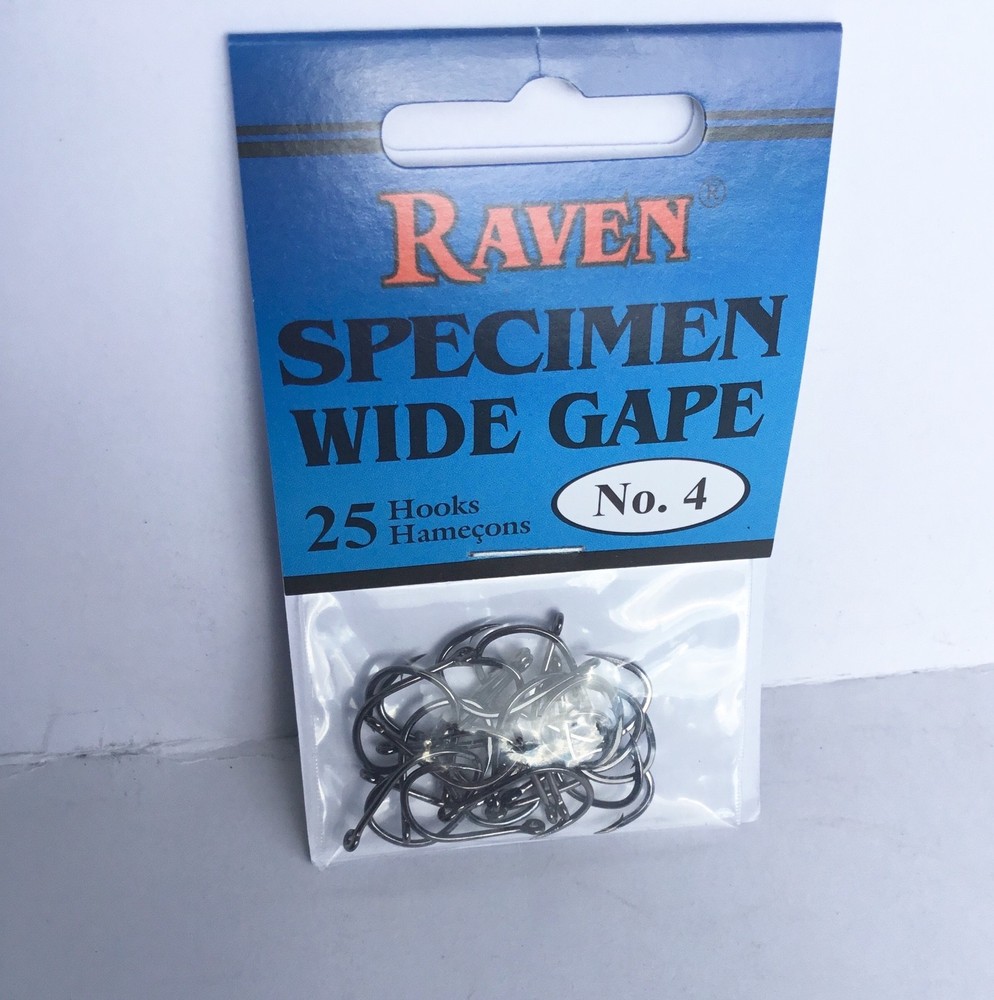 RAVEN®
SPECIMEN
WIDE GAPE
25 Hooks
Hameçons
No. 4